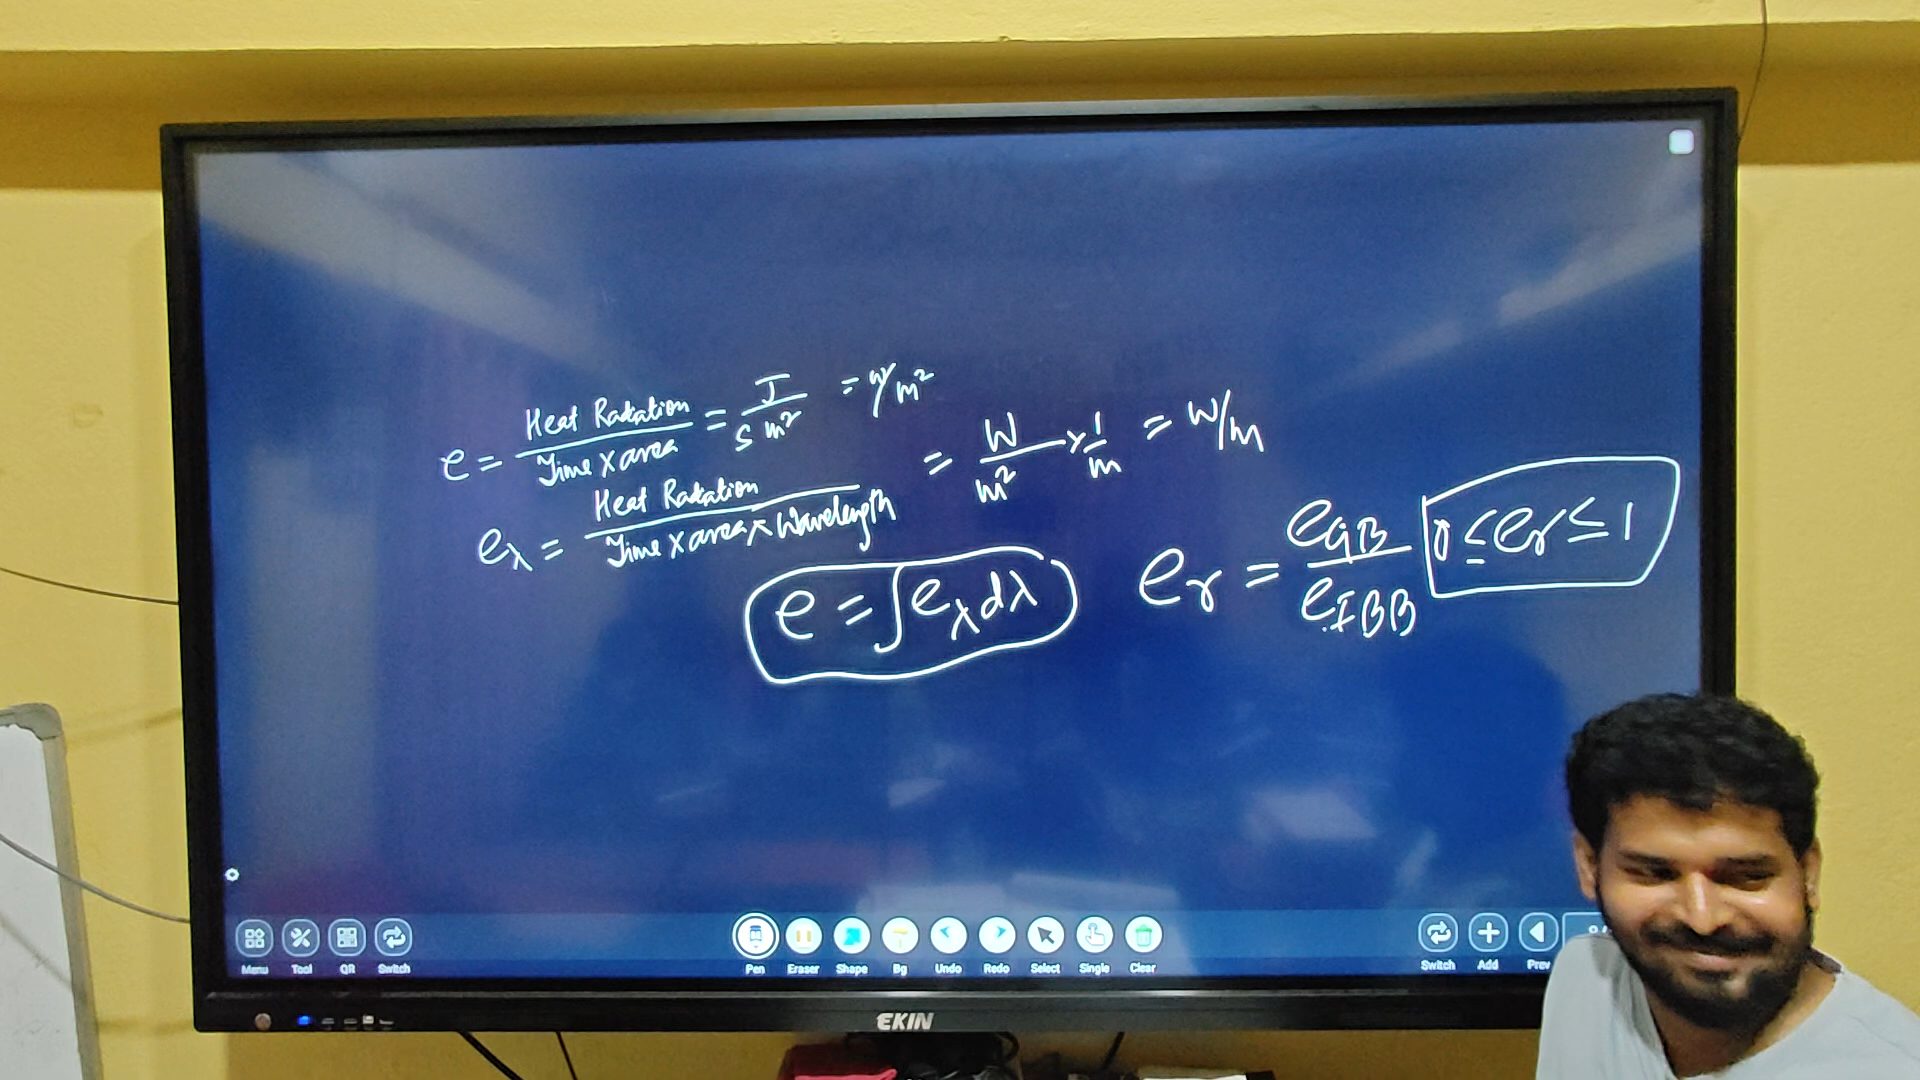 e = Heat Radiation / Time × area = J / s m² = W/m²
eλ = Heat Radiation / Time × area × Wavelength = W / m² × 1 / m = W/m
e = ∫ eλ dλ
er = eGB / eIBB
0 ≤ er ≤ 1
Menu Tool QR Switch Pen Eraser Shape Bg Undo Redo Select Single Clear Switch Add Prev
EKIN